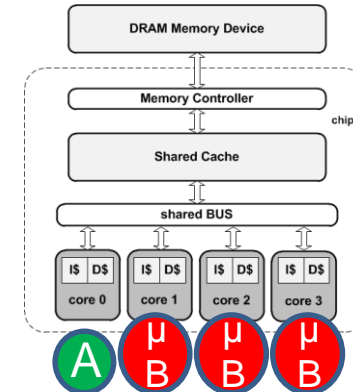 DRAM Memory Device
Memory Controller
chip
Shared Cache
shared BUS
I$ D$ I$ D$ I$ D$ I$ D$
core 0 core 1 core 2 core 3
A μ B μ B μ B